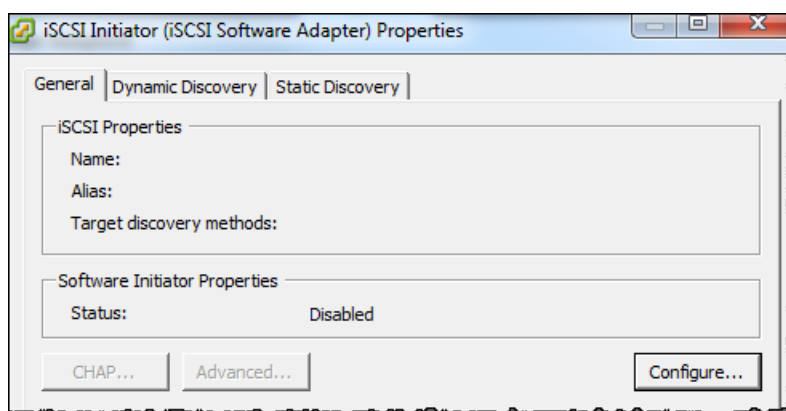 iSCSI Initiator (iSCSI Software Adapter) Properties
General Dynamic Discovery Static Discovery
iSCSI Properties
Name:
Alias:
Target discovery methods:
Software Initiator Properties
Status: Disabled
CHAP... Advanced... Configure...